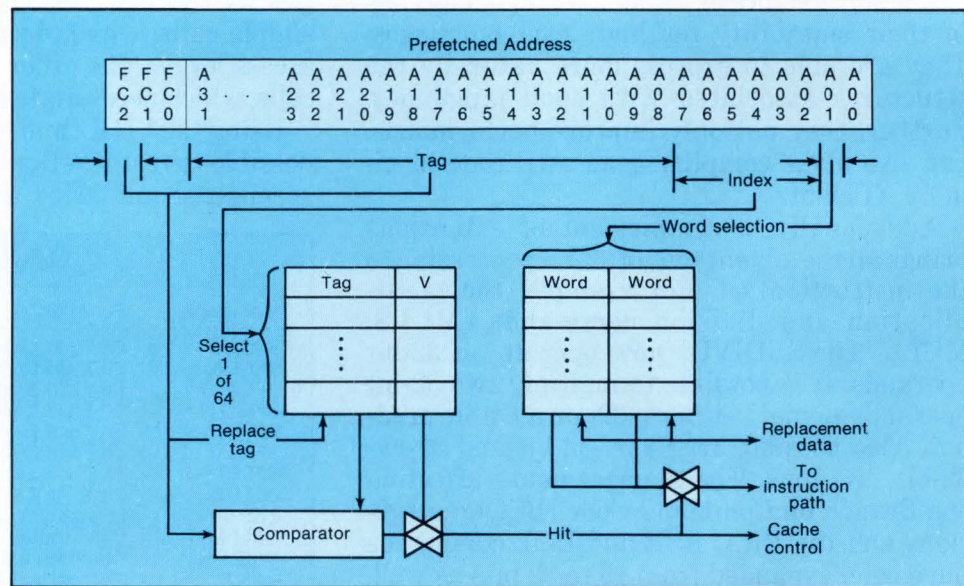 Prefetched Address
F F F A . . . A A A A A A A A A A A A A A A A A A A A A A A A
C C C 3 2 2 2 2 1 1 1 1 1 1 1 1 1 1 0 0 0 0 0 0 0 0 0 0
2 1 0 1 3 2 1 0 9 8 7 6 5 4 3 2 1 0 9 8 7 6 5 4 3 2 1 0
Tag
Index
Word selection
Tag V
Word Word
Select
1
of
64
Replace
tag
Replacement
data
To
instruction
path
Comparator
Hit
Cache
control